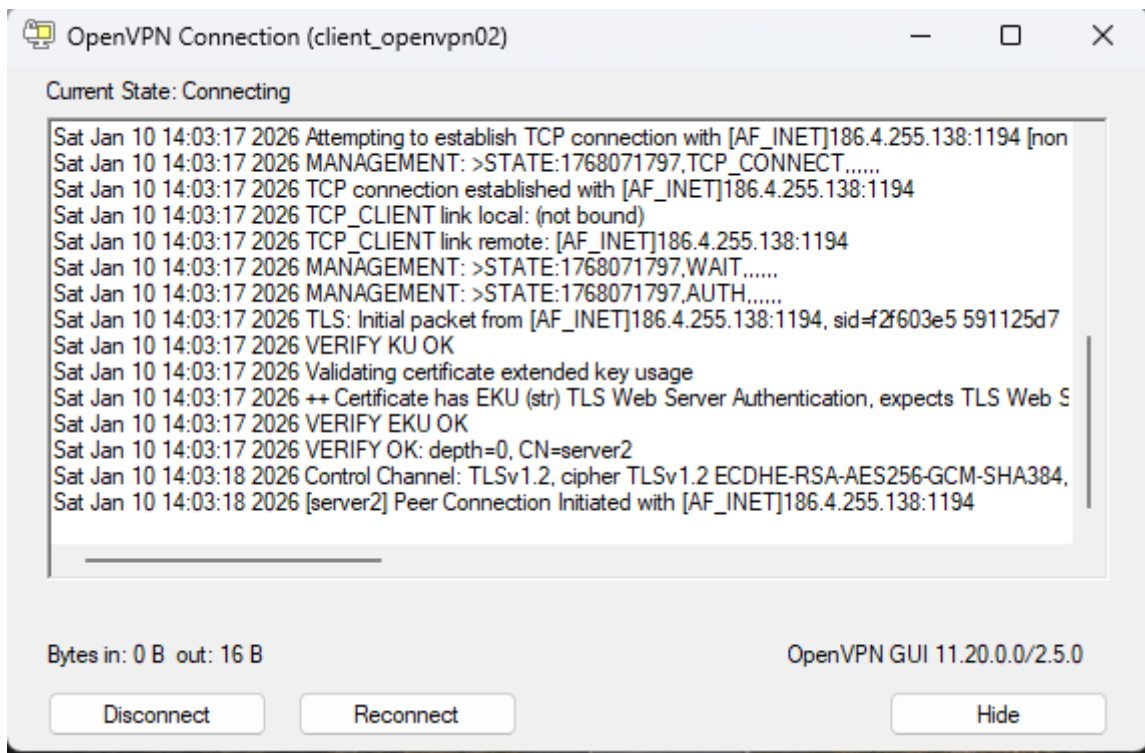 OpenVPN Connection (client_openvpn02)
Current State: Connecting
Sat Jan 10 14:03:17 2026 Attempting to establish TCP connection with [AF_INET]186.4.255.138:1194 [non
Sat Jan 10 14:03:17 2026 MANAGEMENT: >STATE:1768071797,TCP_CONNECT,,,,,,
Sat Jan 10 14:03:17 2026 TCP connection established with [AF_INET]186.4.255.138:1194
Sat Jan 10 14:03:17 2026 TCP_CLIENT link local: (not bound)
Sat Jan 10 14:03:17 2026 TCP_CLIENT link remote: [AF_INET]186.4.255.138:1194
Sat Jan 10 14:03:17 2026 MANAGEMENT: >STATE:1768071797,WAIT,,,,,,
Sat Jan 10 14:03:17 2026 MANAGEMENT: >STATE:1768071797,AUTH,,,,,,
Sat Jan 10 14:03:17 2026 TLS: Initial packet from [AF_INET]186.4.255.138:1194, sid=f2f603e5 591125d7
Sat Jan 10 14:03:17 2026 VERIFY KU OK
Sat Jan 10 14:03:17 2026 Validating certificate extended key usage
Sat Jan 10 14:03:17 2026 ++ Certificate has EKU (str) TLS Web Server Authentication, expects TLS Web S
Sat Jan 10 14:03:17 2026 VERIFY EKU OK
Sat Jan 10 14:03:17 2026 VERIFY OK: depth=0, CN=server2
Sat Jan 10 14:03:18 2026 Control Channel: TLSv1.2, cipher TLSv1.2 ECDHE-RSA-AES256-GCM-SHA384,
Sat Jan 10 14:03:18 2026 [server2] Peer Connection Initiated with [AF_INET]186.4.255.138:1194
Bytes in: 0 B out: 16 B
OpenVPN GUI 11.20.0.0/2.5.0
Disconnect
Reconnect
Hide